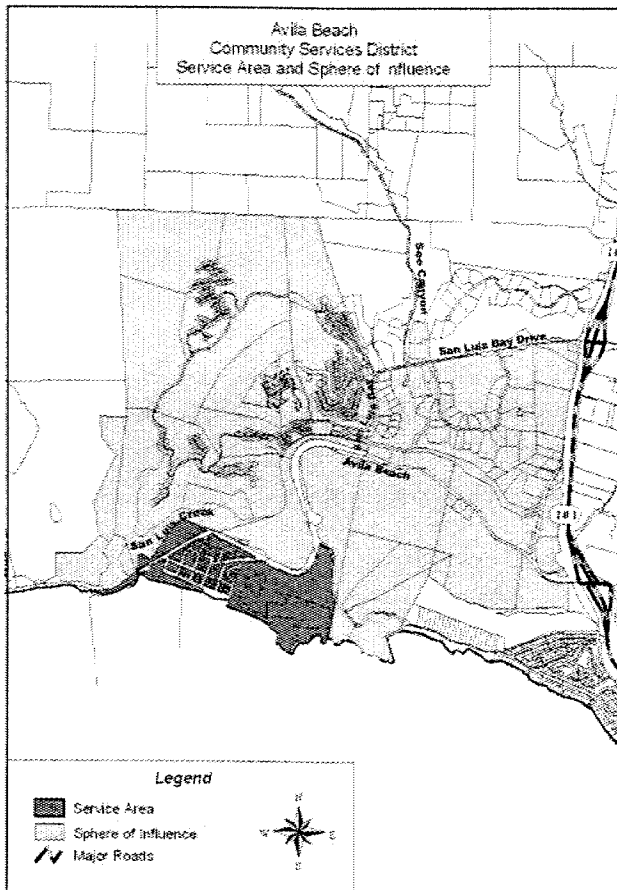 Avila Beach
Community Services District
Service Area and Sphere of Influence
See Canyon
San Luis Bay Drive
Avila Beach
101
San Luis Creek
Legend
Service Area
Sphere of Influence
Major Roads
N
W E
S